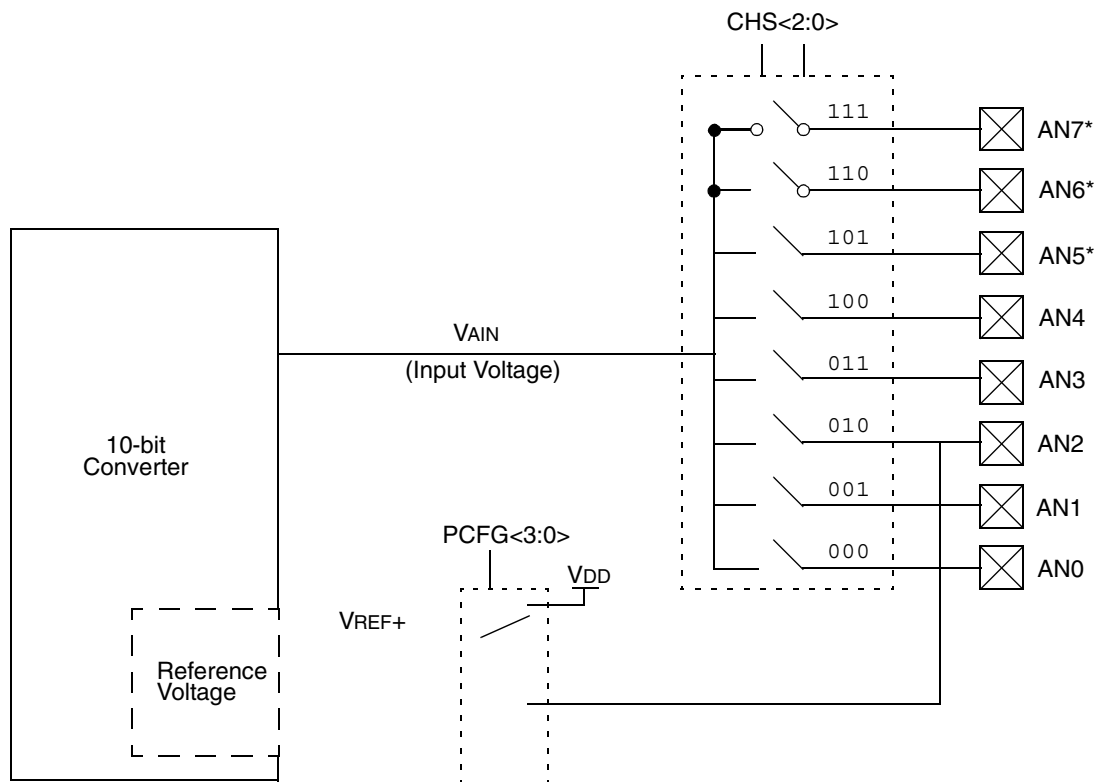 CHS<2:0>
111
AN7*
110
AN6*
101
AN5*
100
AN4
VAIN
(Input Voltage)
011
AN3
10-bit
Converter
010
AN2
001
AN1
PCFG<3:0>
000
AN0
VDD
VREF+
Reference
Voltage